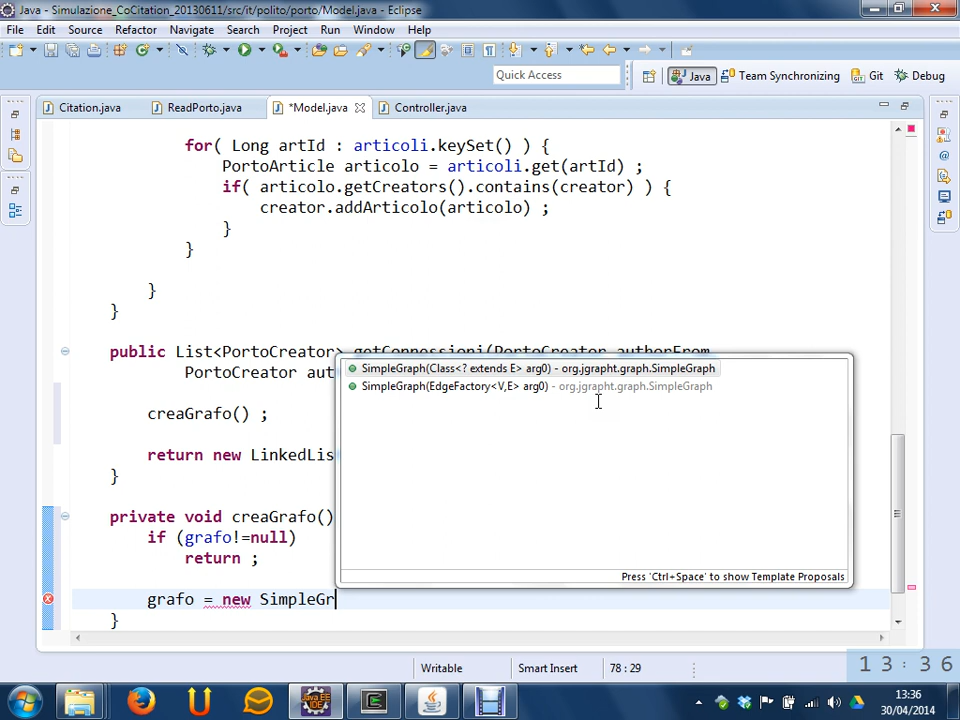 Java - Simulazione_CoCitation_20130611/src/it/polito/porto/Model.java - Eclipse
File Edit Source Refactor Navigate Search Project Run Window Help
Quick Access
Java Team Synchronizing Git Debug
Citation.java ReadPorto.java *Model.java Controller.java
for( Long artId : articoli.keySet() ) {
PortoArticle articolo = articoli.get(artId) ;
if( articolo.getCreators().contains(creator) ) {
creator.addArticolo(articolo) ;
}
}
}
}
public List<PortoCreator> getConnessioni(PortoCreator authorFrom,
PortoCreator aut
SimpleGraph(Class<? extends E> arg0) - org.jgrapht.graph.SimpleGraph
SimpleGraph(EdgeFactory<V,E> arg0) - org.jgrapht.graph.SimpleGraph
creaGrafo() ;
return new LinkedLis
}
private void creaGrafo()
if (grafo!=null)
return ;
Press 'Ctrl+Space' to show Template Proposals
grafo = new SimpleGr
}
Writable Smart Insert 78 : 29
13:36
13:36
30/04/2014